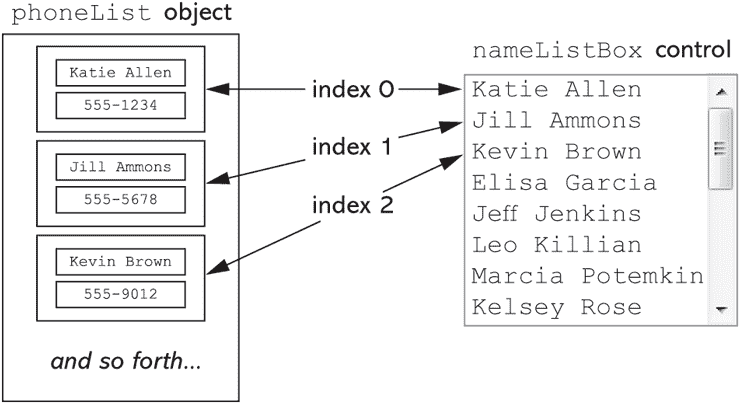 phoneList object
Katie Allen
555-1234
Jill Ammons
555-5678
Kevin Brown
555-9012
and so forth...
index 0
index 1
index 2
nameListBox control
Katie Allen
Jill Ammons
Kevin Brown
Elisa Garcia
Jeff Jenkins
Leo Killian
Marcia Potemkin
Kelsey Rose